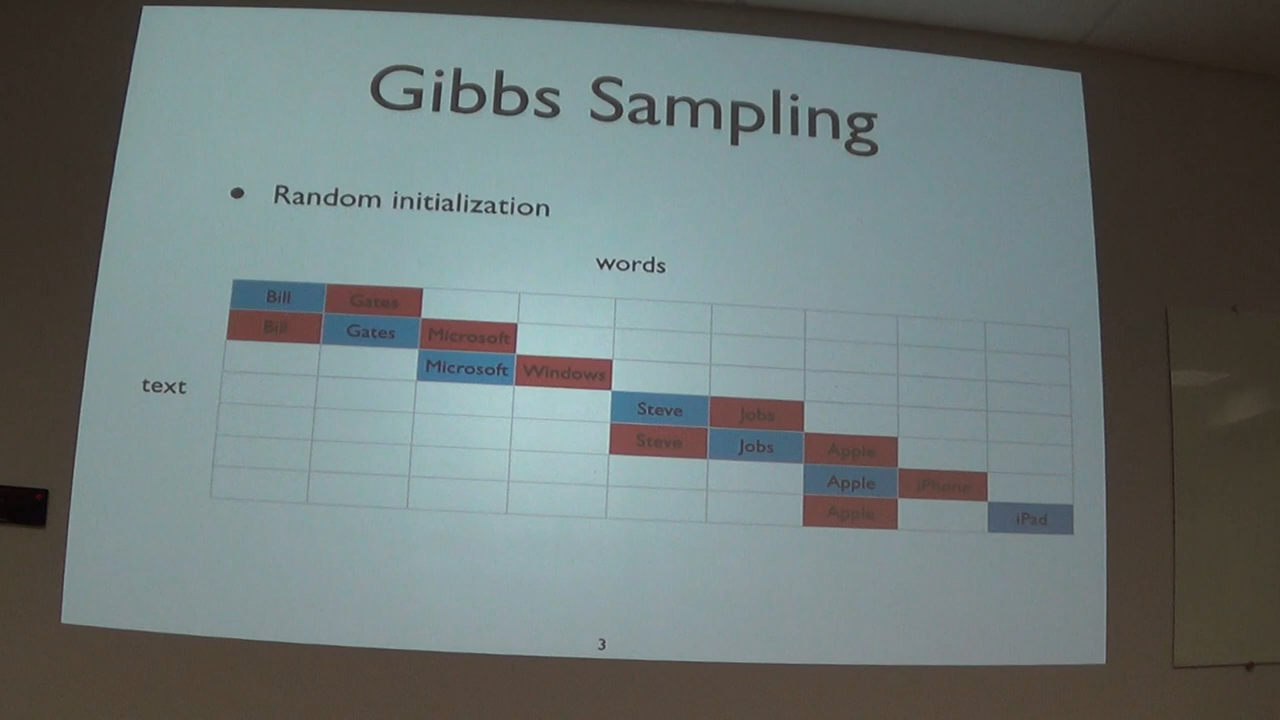 Gibbs Sampling
• Random initialization
words
text
Bill Gates
Bill Gates Microsoft
Microsoft Windows
Steve Jobs
Steve Jobs Apple
Apple iPhone
Apple iPad
3